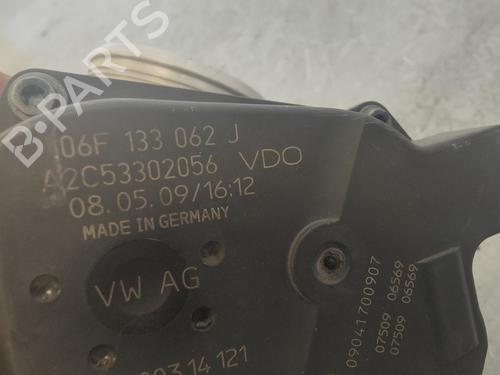 B-PARTS
06F 133 062 J
A2C53302056 VDO
08.05.09/16:12
MADE IN GERMANY
VW AG
314121
09041700907
07509 06569
07509 06569